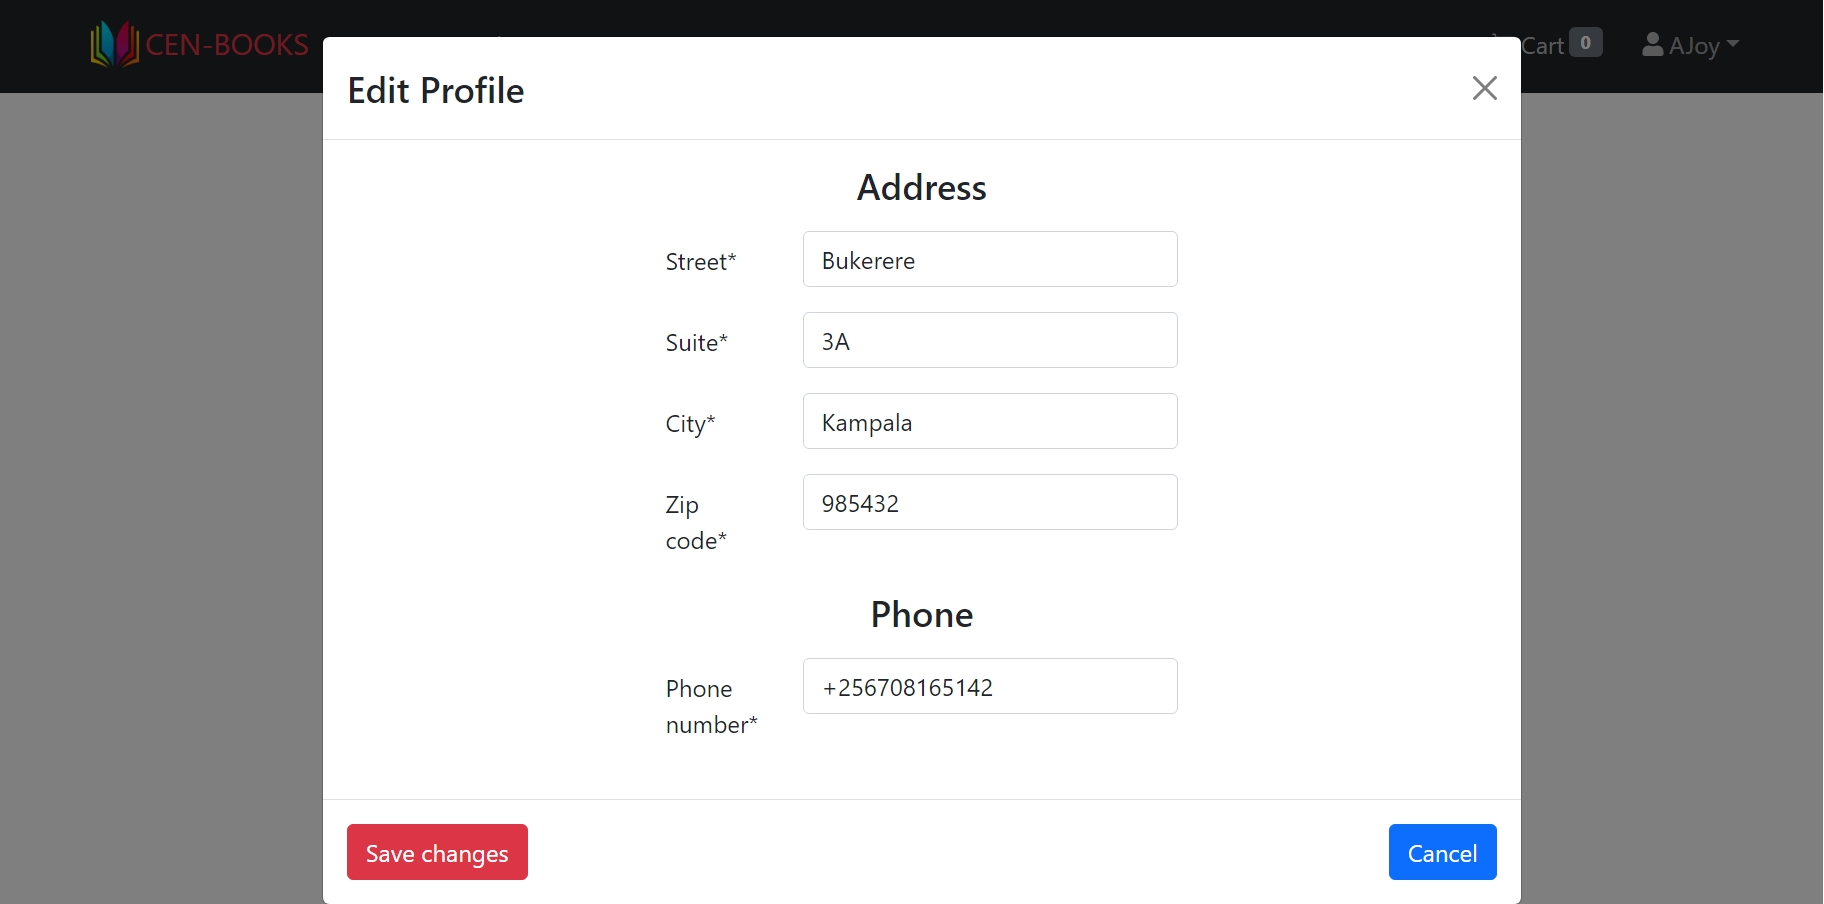 CEN-BOOKS
Cart 0
AJoy
Edit Profile
Address
Street*
Bukerere
Suite*
3A
City*
Kampala
Zip
code*
985432
Phone
Phone
number*
+256708165142
Save changes
Cancel